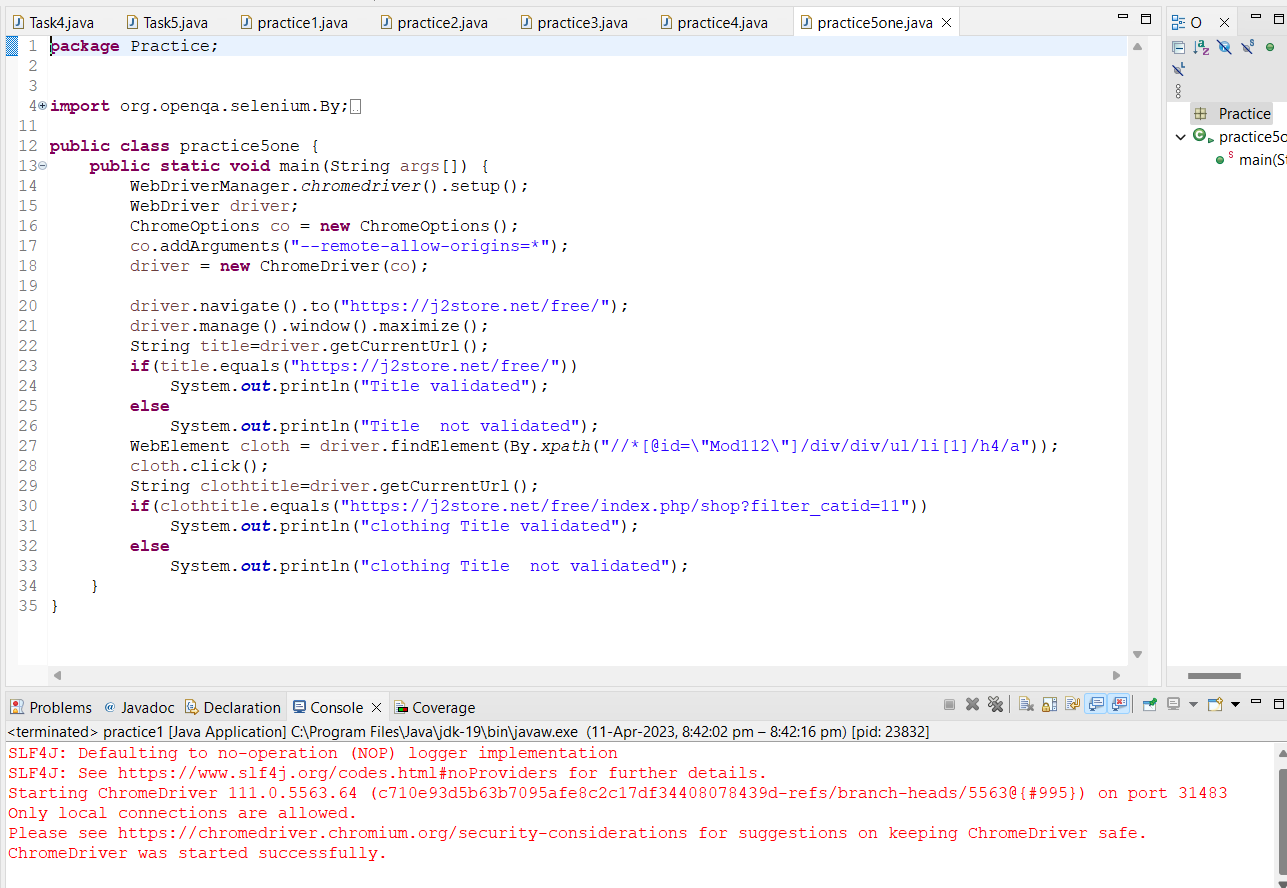 Task4.java Task5.java practice1.java practice2.java practice3.java practice4.java practice5one.java O
1 package Practice;
2
3
4 import org.openqa.selenium.By;
11
12 public class practice5one {
13 public static void main(String args[]) {
14 WebDriverManager.chromedriver().setup();
15 WebDriver driver;
16 ChromeOptions co = new ChromeOptions();
17 co.addArguments("--remote-allow-origins=*");
18 driver = new ChromeDriver(co);
19
20 driver.navigate().to("https://j2store.net/free/");
21 driver.manage().window().maximize();
22 String title=driver.getCurrentUrl();
23 if(title.equals("https://j2store.net/free/"))
24 System.out.println("Title validated");
25 else
26 System.out.println("Title  not validated");
27 WebElement cloth = driver.findElement(By.xpath("//*[@id=\"Mod112\"]/div/div/ul/li[1]/h4/a"));
28 cloth.click();
29 String clothtitle=driver.getCurrentUrl();
30 if(clothtitle.equals("https://j2store.net/free/index.php/shop?filter_catid=11"))
31 System.out.println("clothing Title validated");
32 else
33 System.out.println("clothing Title  not validated");
34 }
35 }
Practice
practice5o
main(St
Problems @ Javadoc Declaration Console Coverage
<terminated> practice1 [Java Application] C:\Program Files\Java\jdk-19\bin\javaw.exe (11-Apr-2023, 8:42:02 pm – 8:42:16 pm) [pid: 23832]
SLF4J: Defaulting to no-operation (NOP) logger implementation
SLF4J: See https://www.slf4j.org/codes.html#noProviders for further details.
Starting ChromeDriver 111.0.5563.64 (c710e93d5b63b7095afe8c2c17df34408078439d-refs/branch-heads/5563@{#995}) on port 31483
Only local connections are allowed.
Please see https://chromedriver.chromium.org/security-considerations for suggestions on keeping ChromeDriver safe.
ChromeDriver was started successfully.